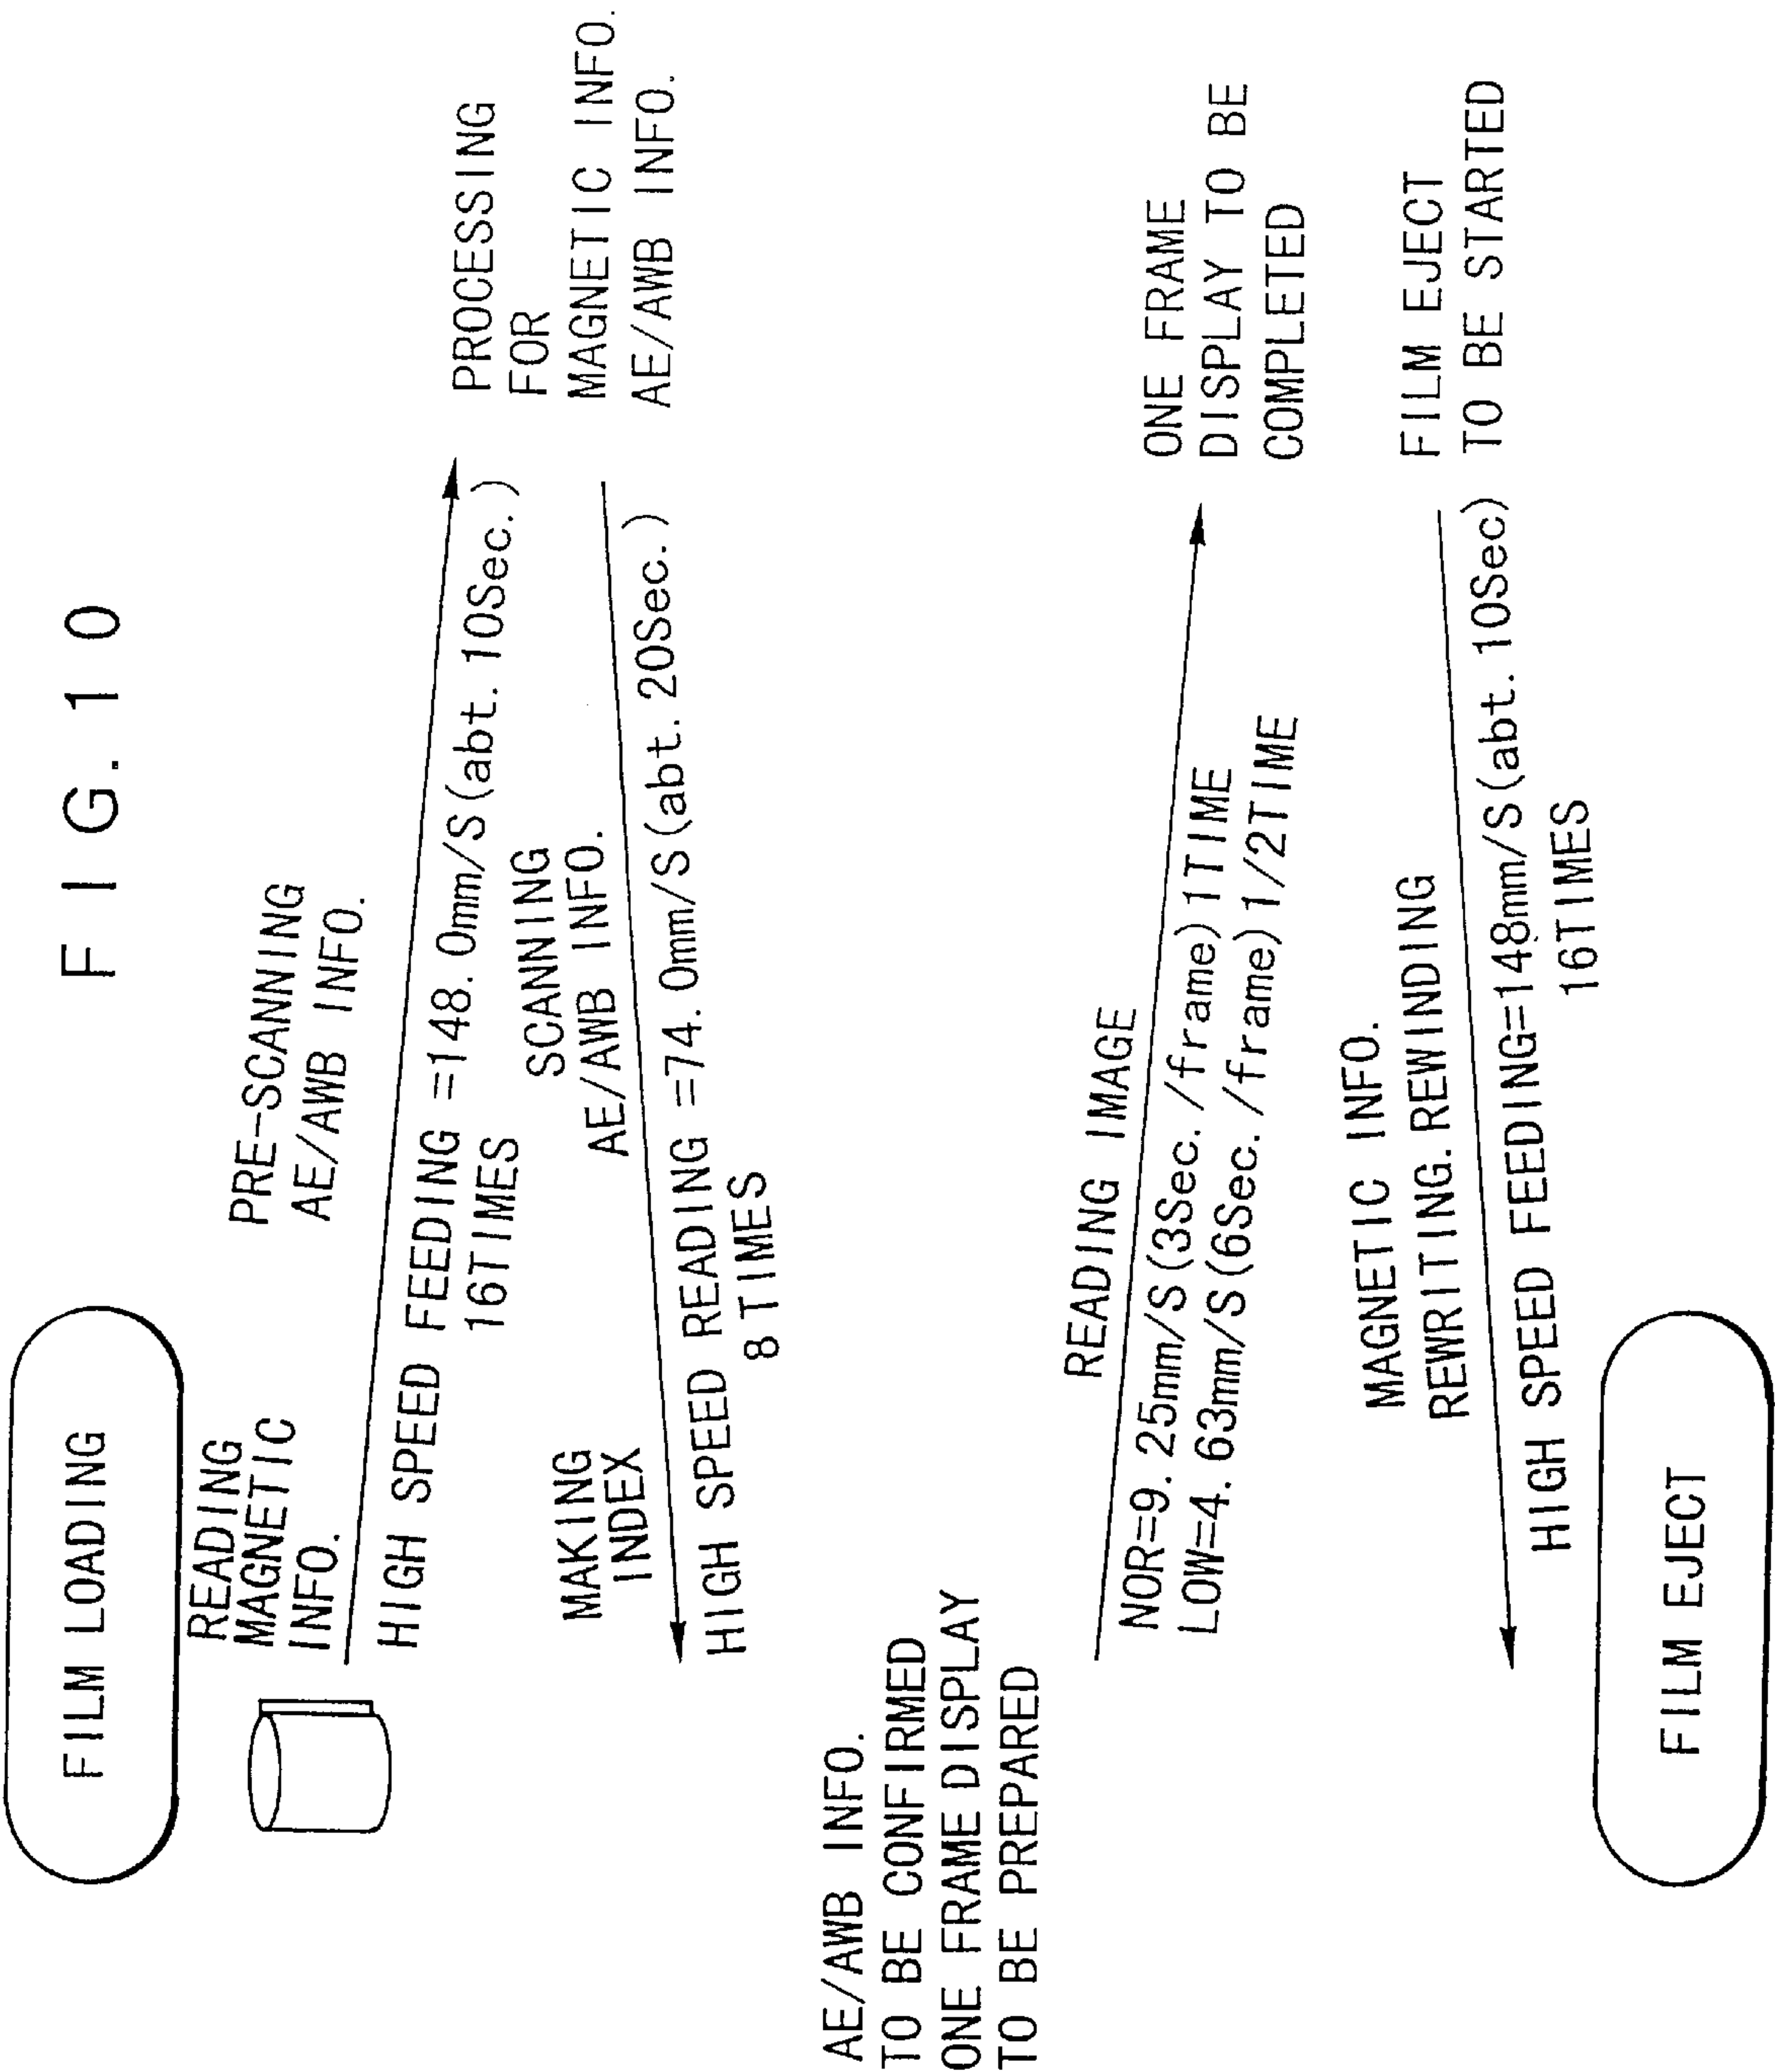 FIG. 10
FILM LOADING
READING
MAGNETIC
INFO.
PRE-SCANNING
AE/AWB INFO.
HIGH SPEED FEEDING =148. 0mm/S(abt. 10Sec. )
16TIMES
PROCESSING
FOR
MAGNETIC INFO.
AE/AWB INFO.
MAKING
INDEX
SCANNING
AE/AWB INFO.
HIGH SPEED READING =74. 0mm/S(abt. 20Sec. )
8 TIMES
AE/AWB INFO.
TO BE CONFIRMED
ONE FRAME DISPLAY
TO BE PREPARED
READING IMAGE
NOR=9. 25mm/S(3Sec. /frame)1TIME
LOW=4. 63mm/S(6Sec. /frame)1/2TIME
ONE FRAME
DISPLAY TO BE
COMPLETED
MAGNETIC INFO.
REWRITING. REWINDING
HIGH SPEED FEEDING=148mm/S(abt. 10Sec)
16TIMES
FILM EJECT
TO BE STARTED
FILM EJECT